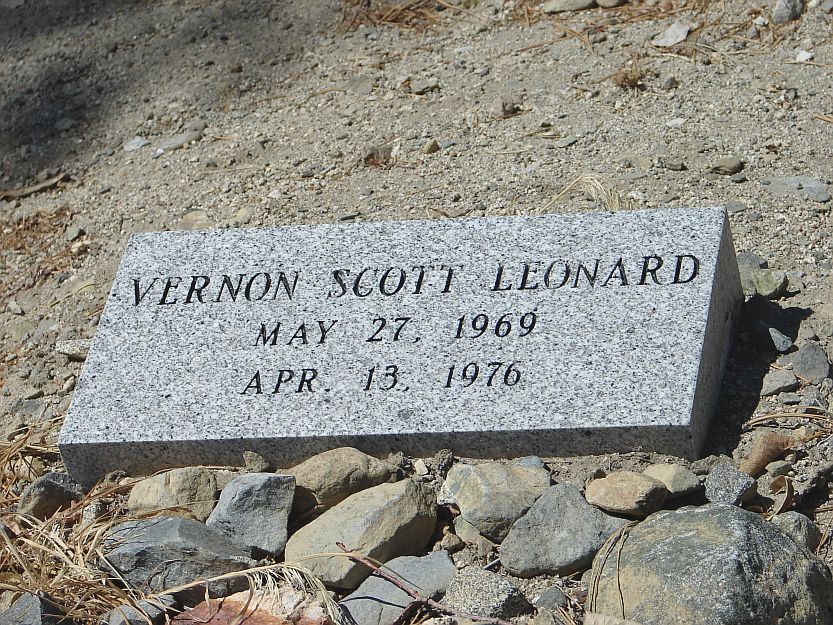 VERNON SCOTT LEONARD
MAY 27, 1969
APR. 13, 1976